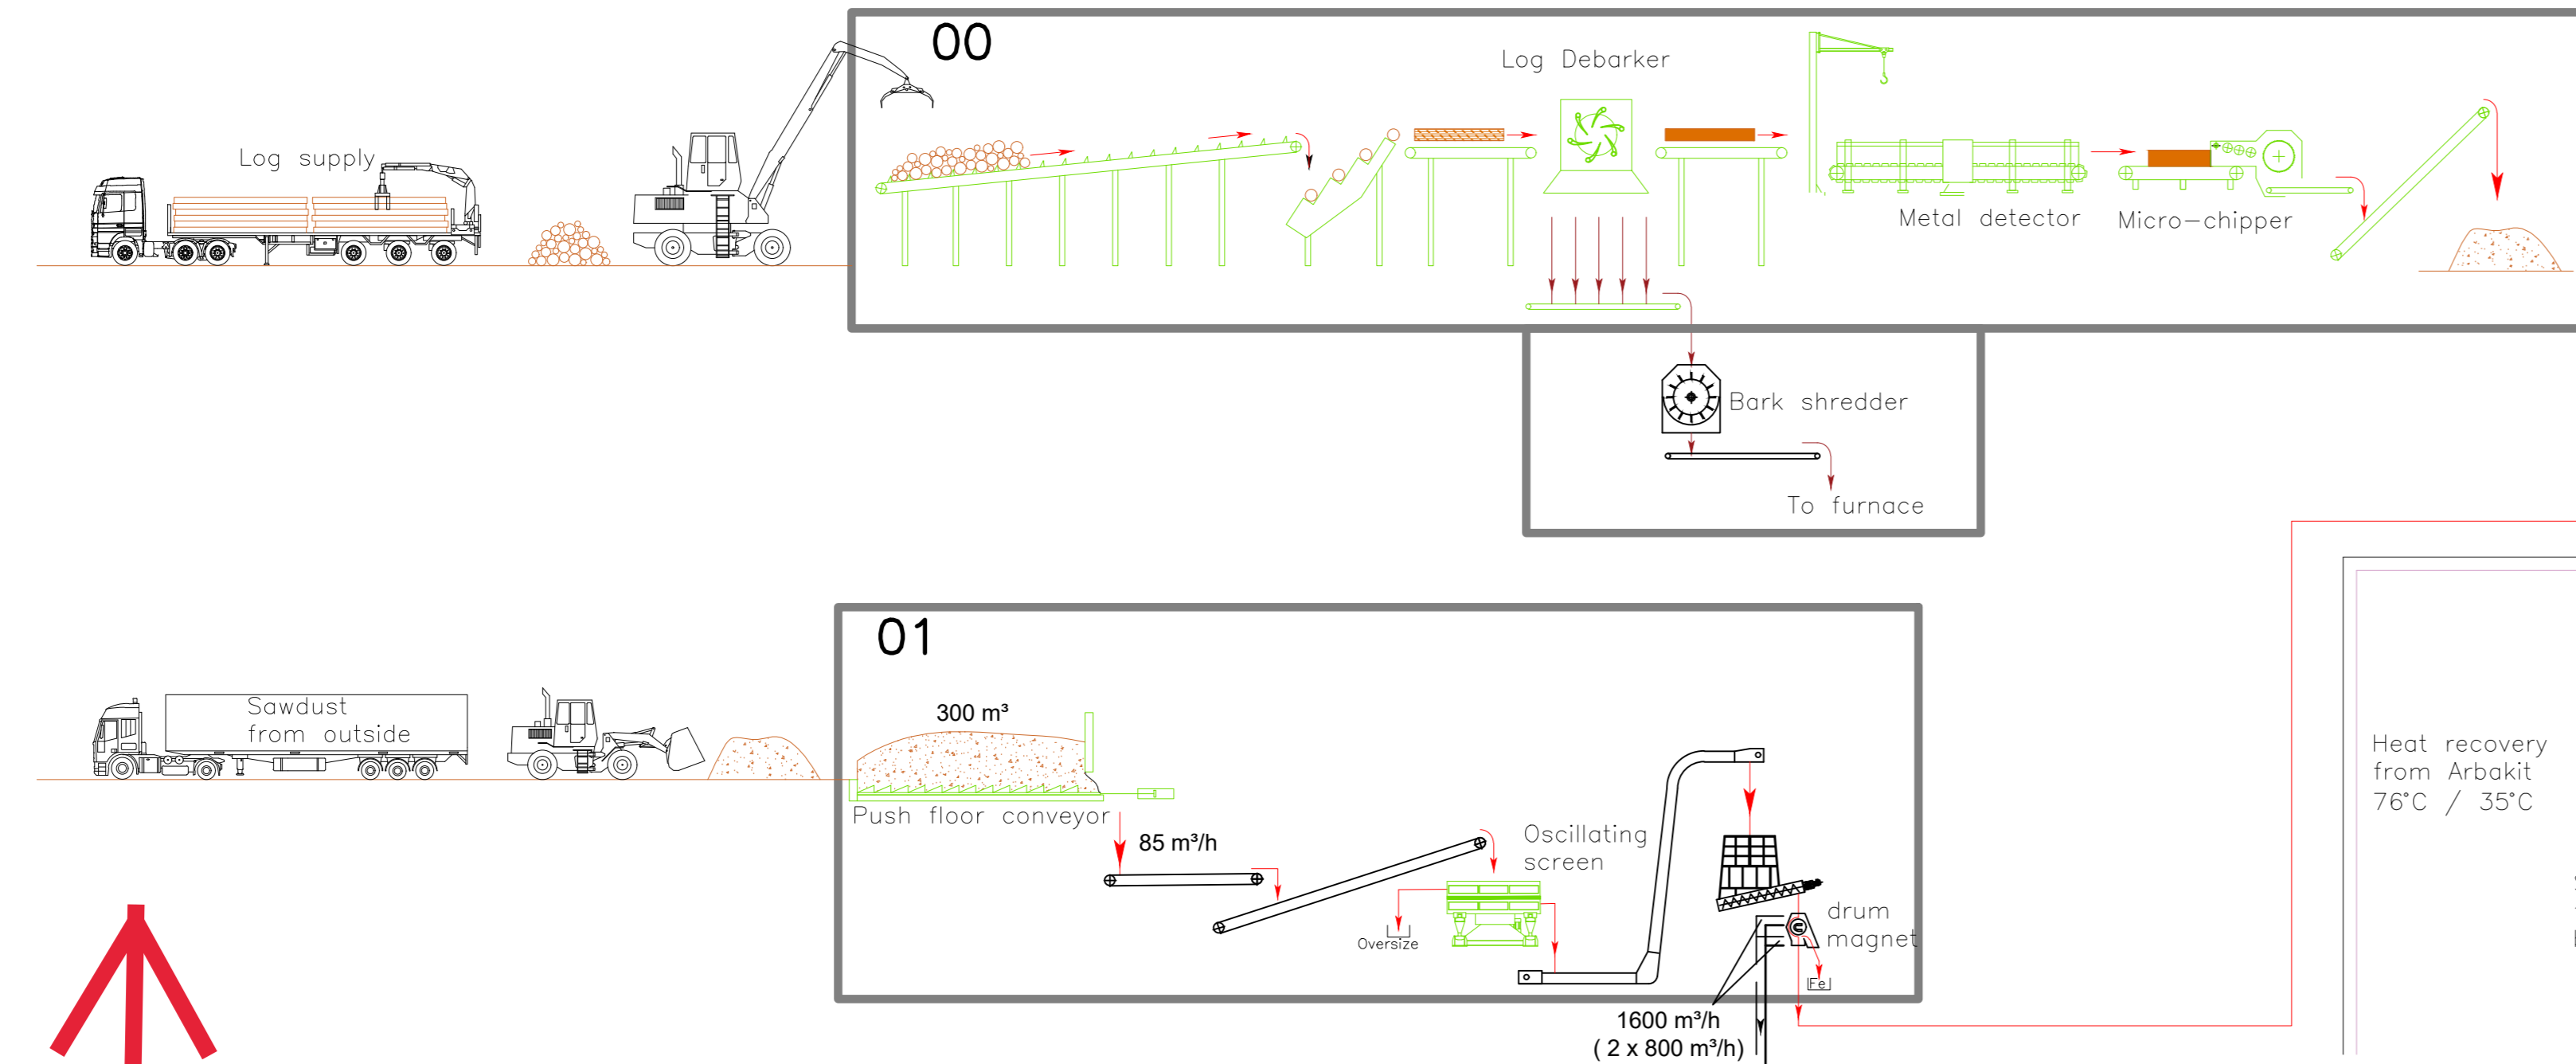 00
Log Debarker
Log supply
Metal detector
Micro-chipper
Bark shredder
To furnace
01
Sawdust
from outside
300 m³
Push floor conveyor
85 m³/h
Oscillating
screen
Oversize
drum
magnet
Fe
1600 m³/h
( 2 x 800 m³/h)
Heat recovery
from Arbakit
76°C / 35°C